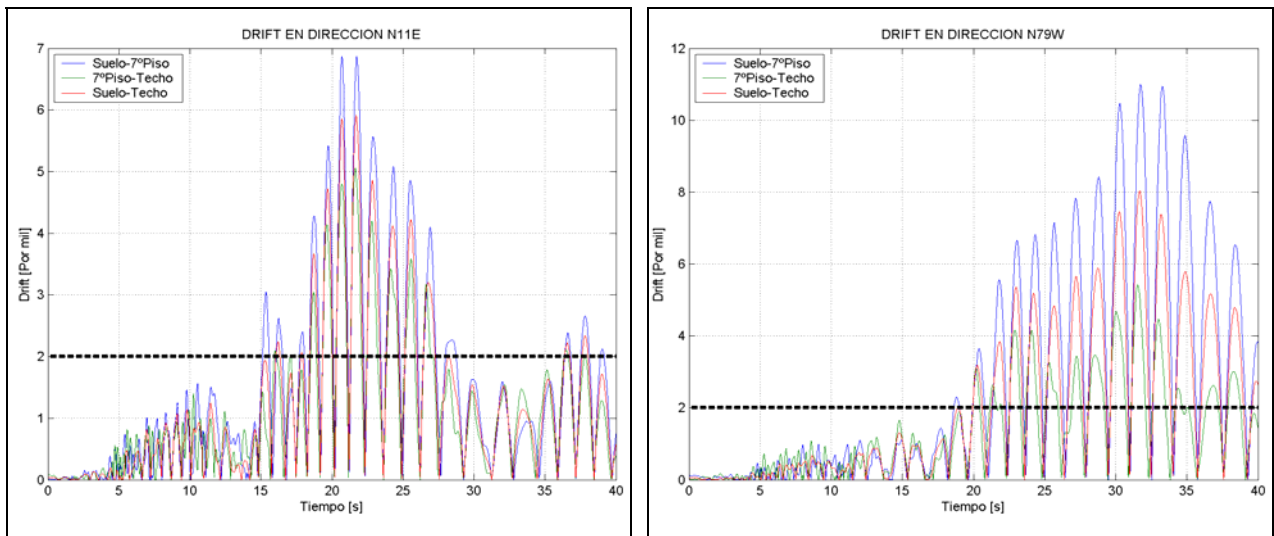 DRIFT EN DIRECCION N11E
7
6
5
4
3
2
1
0
Drift [Por mil]
Suelo-7ºPiso
7ºPiso-Techo
Suelo-Techo
0 5 10 15 20 25 30 35 40
Tiempo [s]
DRIFT EN DIRECCION N79W
12
10
8
6
4
2
0
Drift [Por mil]
Suelo-7ºPiso
7ºPiso-Techo
Suelo-Techo
0 5 10 15 20 25 30 35 40
Tiempo [s]